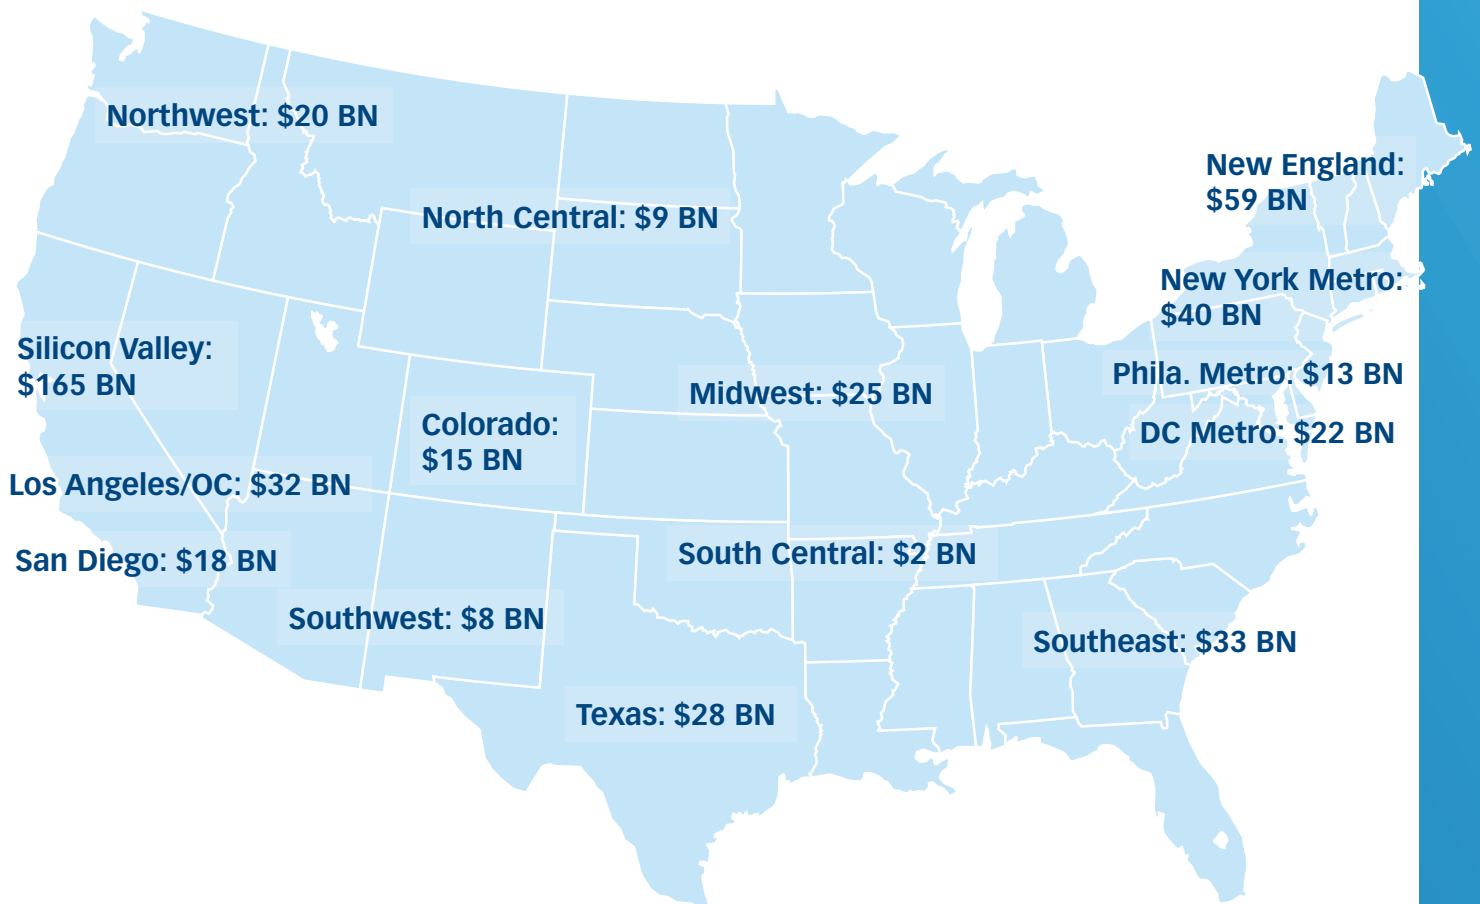 Northwest: $20 BN
New England:
$59 BN
North Central: $9 BN
New York Metro:
$40 BN
Silicon Valley:
$165 BN
Phila. Metro: $13 BN
Midwest: $25 BN
Colorado:
$15 BN
DC Metro: $22 BN
Los Angeles/OC: $32 BN
San Diego: $18 BN
South Central: $2 BN
Southwest: $8 BN
Southeast: $33 BN
Texas: $28 BN